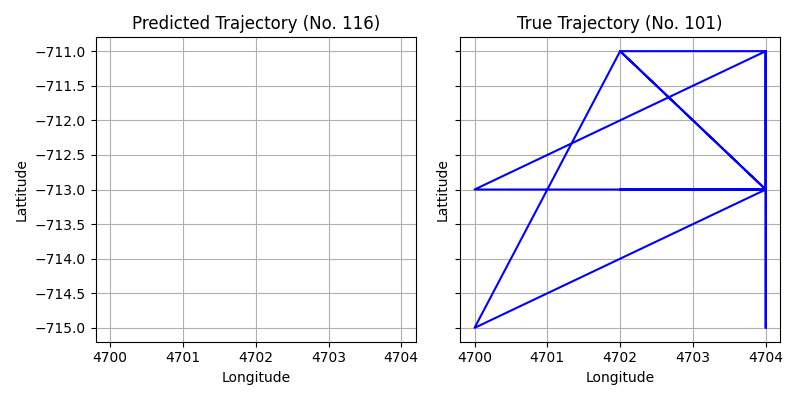 Predicted Trajectory (No. 116)
−711.0
−711.5
−712.0
−712.5
−713.0
−713.5
−714.0
−714.5
−715.0
Lattitude
4700 4701 4702 4703 4704
Longitude
True Trajectory (No. 101)
Lattitude
4700 4701 4702 4703 4704
Longitude